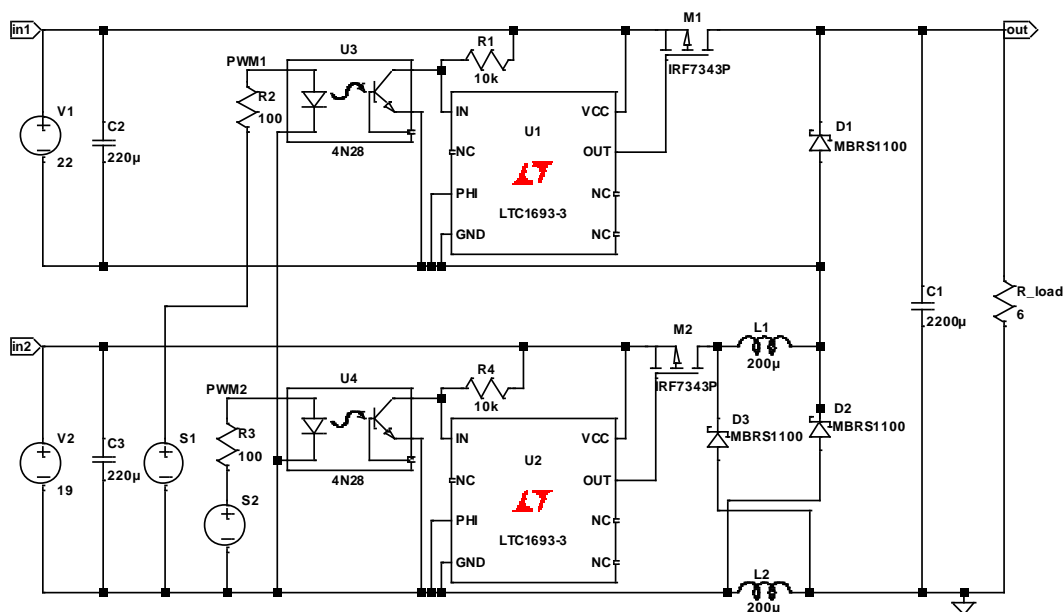 in1
V1
22
C2
220µ
PWM1
R2
100
U3
4N28
R1
10k
IN
NC
PHI
GND
U1
LTC1693-3
VCC
OUT
NC
NC
M1
IRF7343P
D1
MBRS1100
out
C1
2200µ
R_load
6
in2
V2
19
C3
220µ
S1
PWM2
R3
100
S2
U4
4N28
R4
10k
IN
NC
PHI
GND
U2
LTC1693-3
VCC
OUT
NC
NC
M2
IRF7343P
L1
200µ
D3
MBRS1100
D2
MBRS1100
L2
200µ